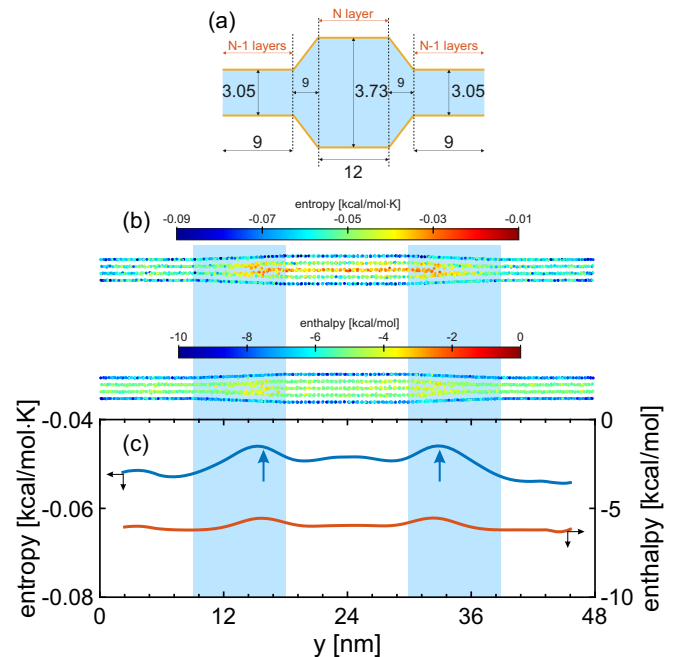 (a)
N layer
N-1 layers
N-1 layers
9
9
3.05
3.73
3.05
9
12
9
(b)
entropy [kcal/mol·K]
-0.09 -0.07 -0.05 -0.03 -0.01
enthalpy [kcal/mol]
-10 -8 -6 -4 -2 0
(c)
entropy [kcal/mol·K]
-0.04
-0.06
-0.08
enthalpy [kcal/mol]
0
-5
-10
0 12 24 36 48
y [nm]